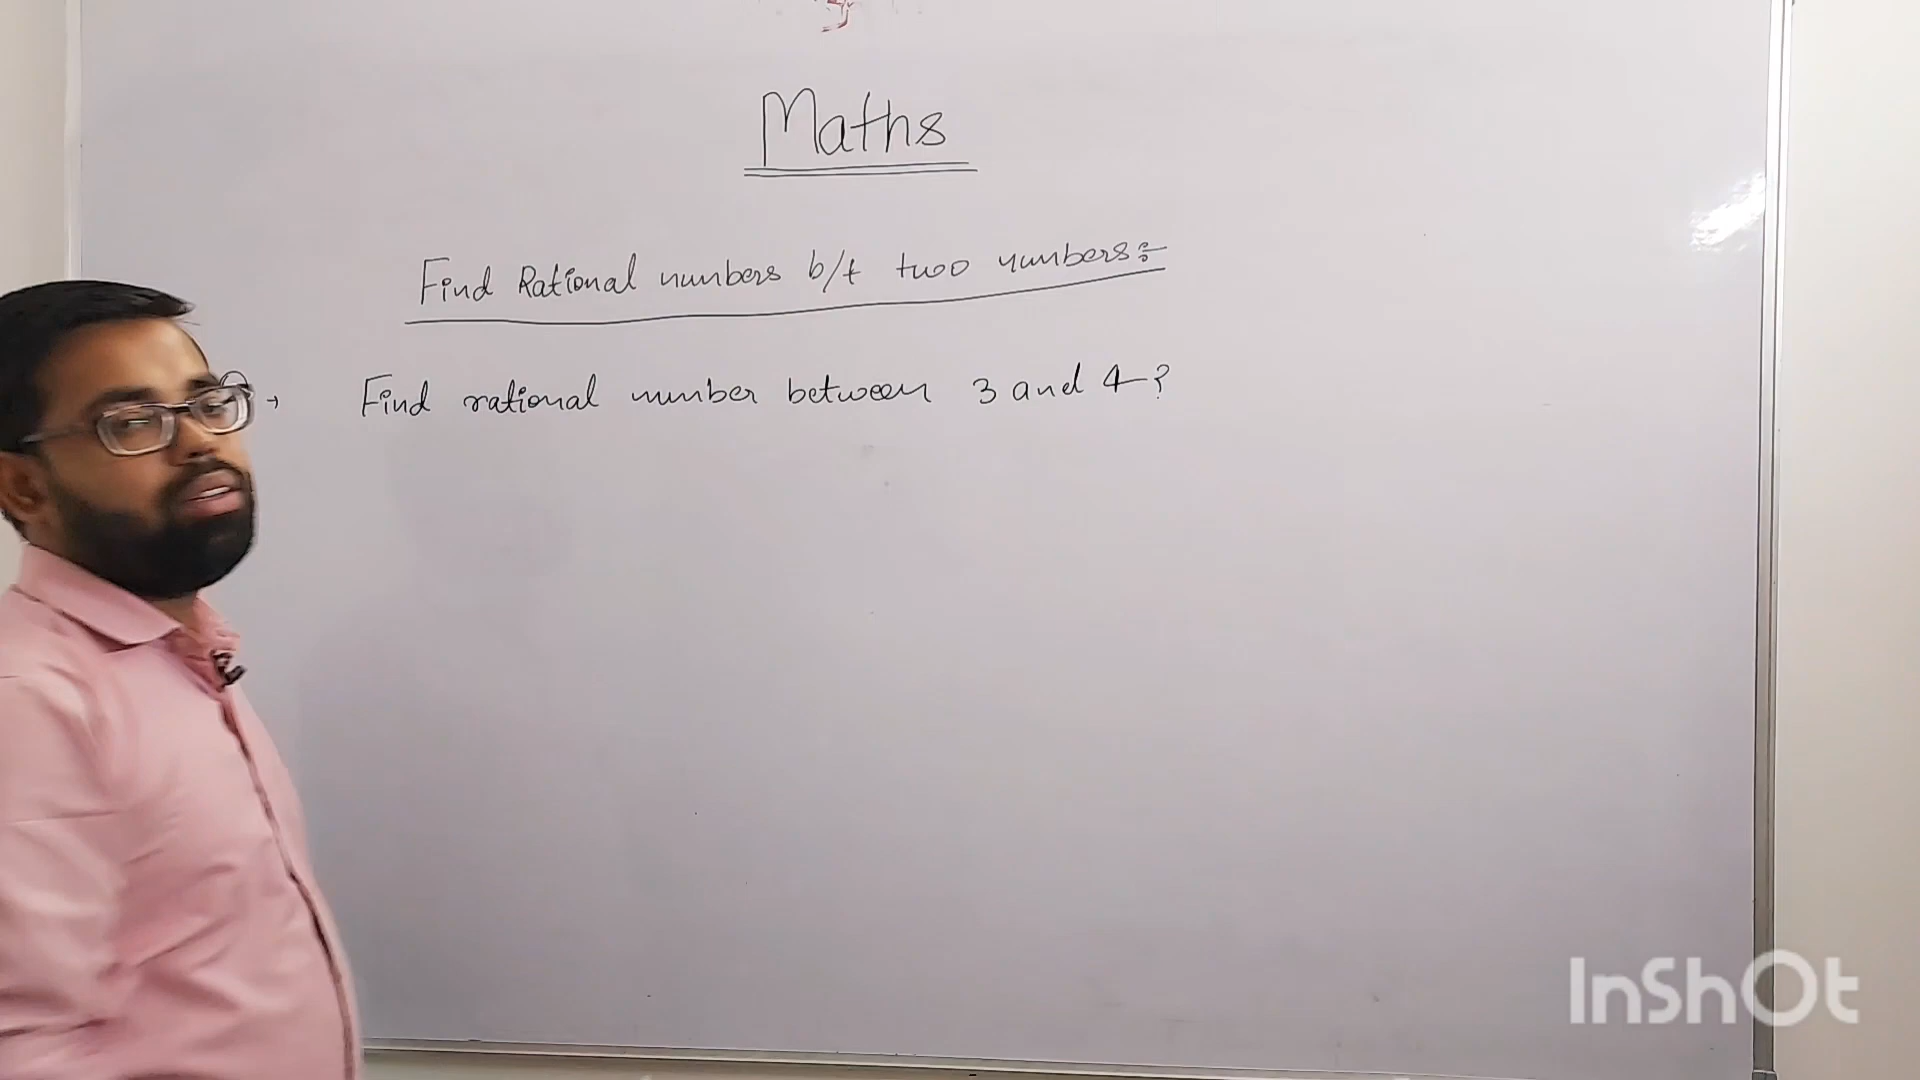 Maths
Find Rational numbers b/t two numbers:-
→ Find rational number between 3 and 4?
InShOt